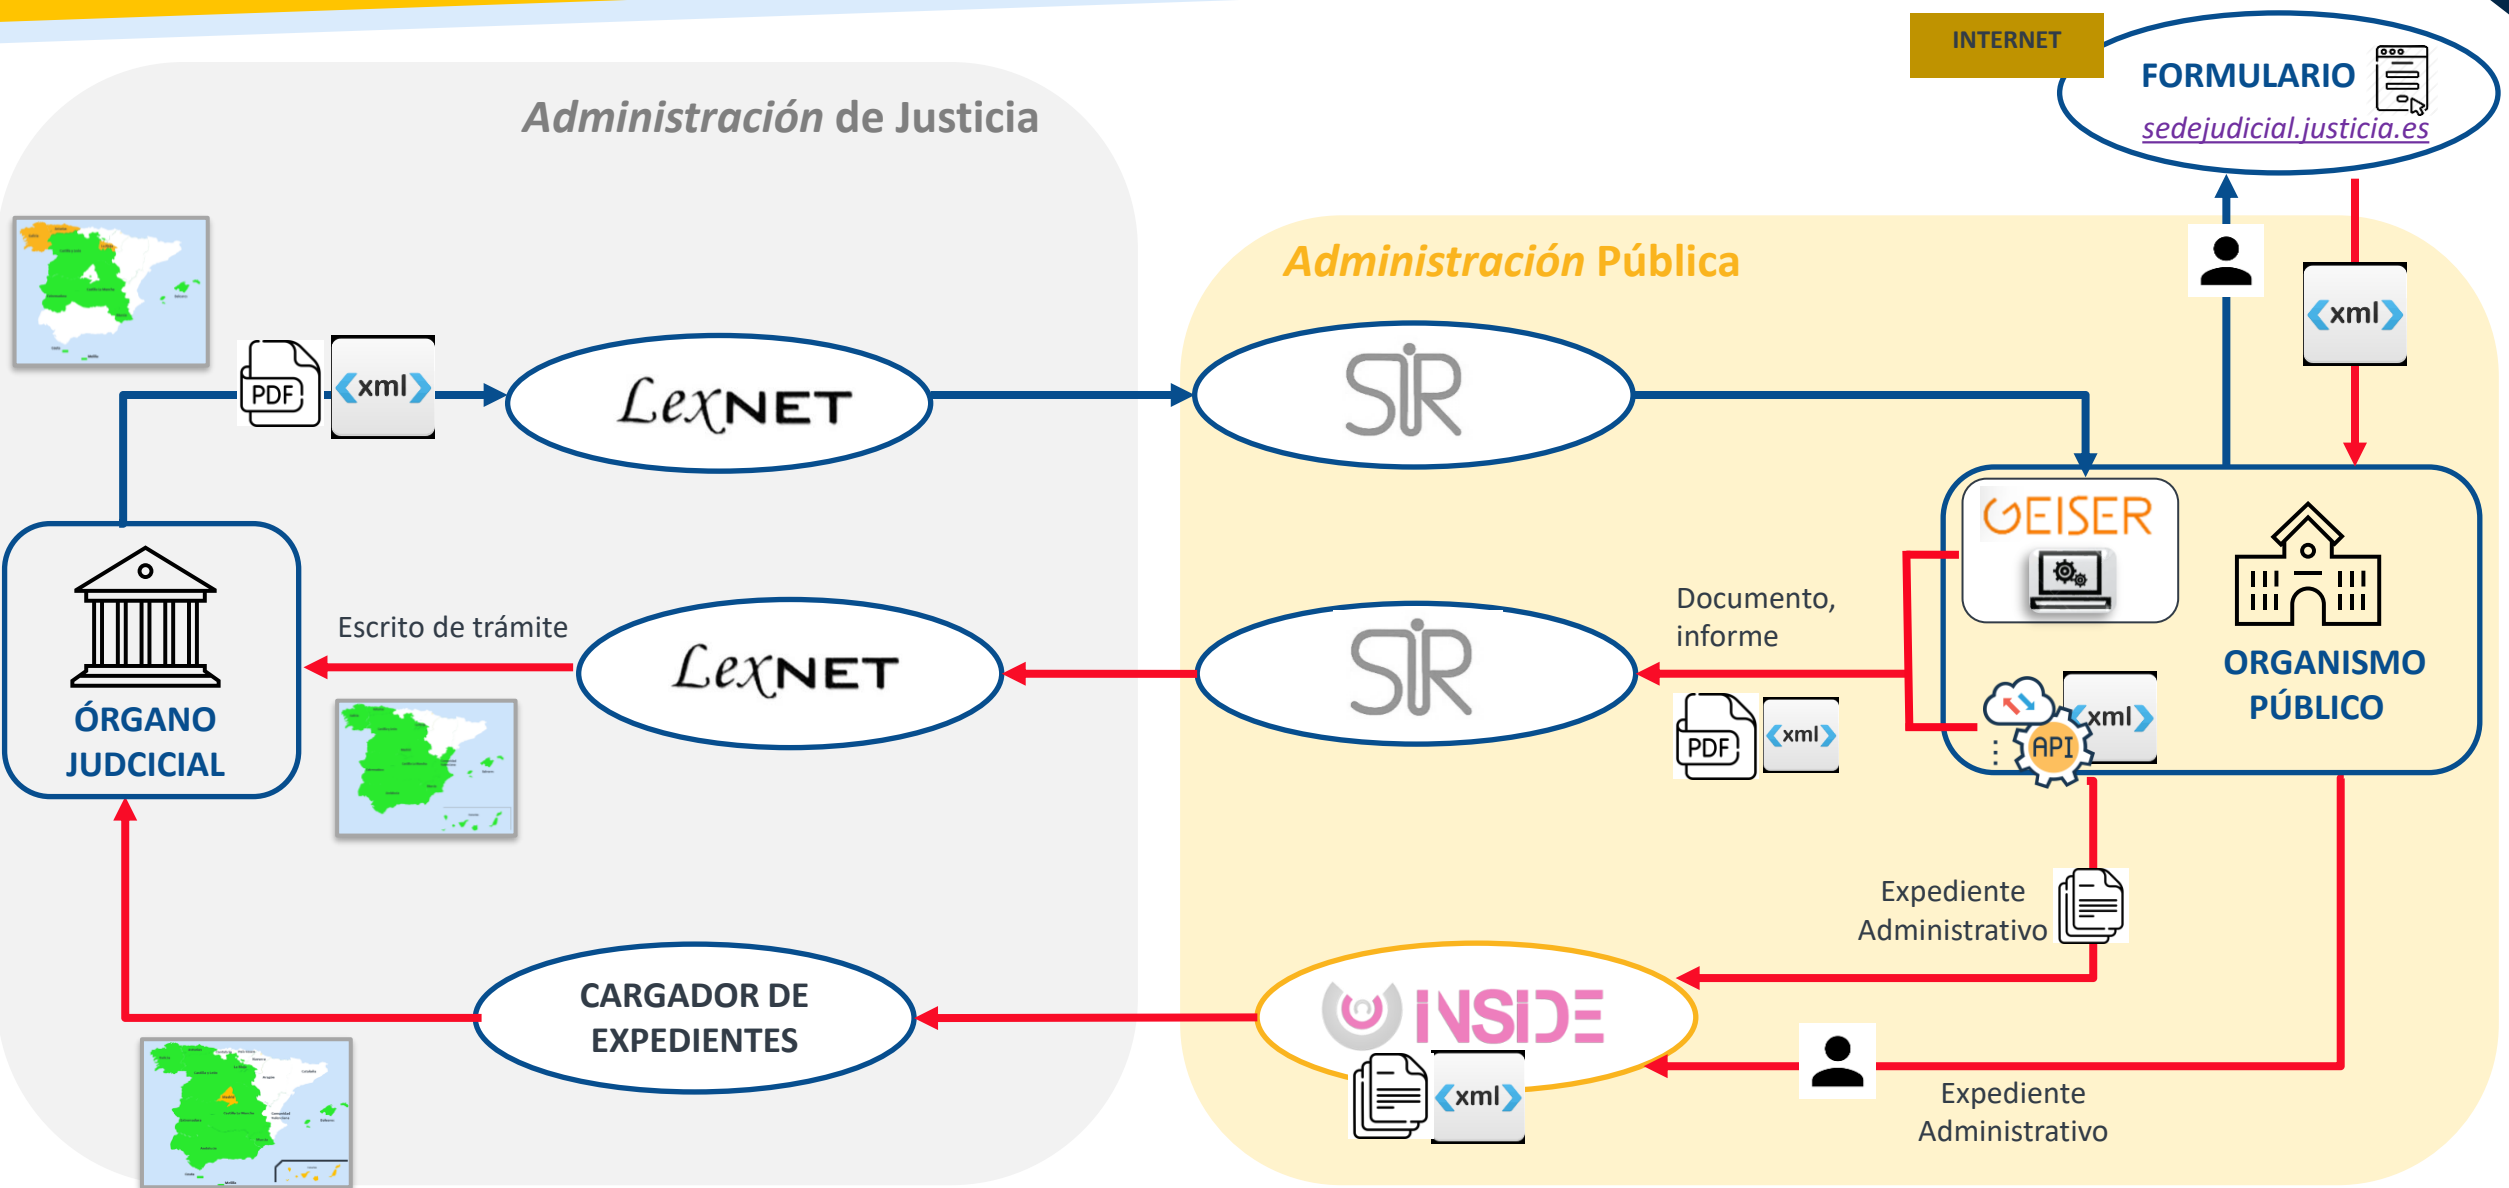 INTERNET
FORMULARIO
sedejudicial.justicia.es
Administración de Justicia
Administración Pública
PDF
xml
LexNET
SIR
xml
GEISER
Escrito de trámite
LexNET
SIR
Documento,
informe
PDF
xml
API
xml
ORGANISMO
PÚBLICO
ÓRGANO
JUDCICIAL
Expediente
Administrativo
CARGADOR DE
EXPEDIENTES
INSIDE
xml
Expediente
Administrativo